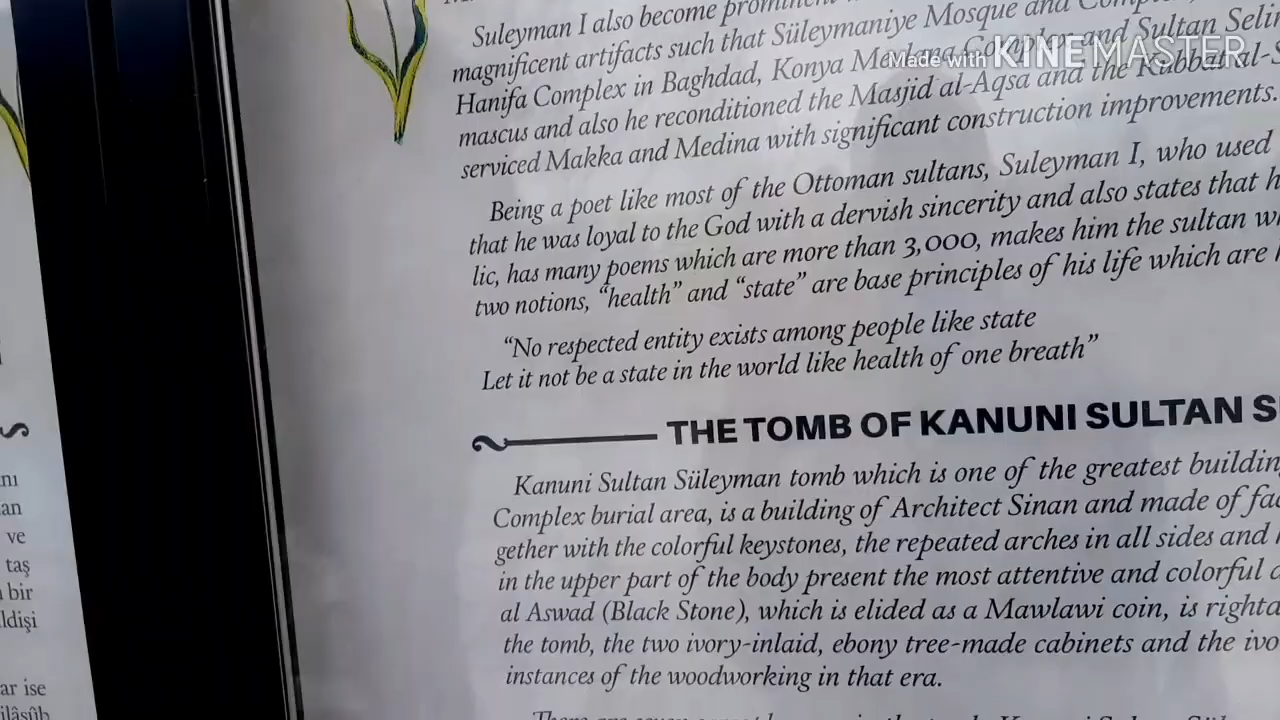 Suleyman I also become
magnificent artifacts such that Süleymaniye Mosque and
Hanifa Complex in Baghdad, Konya Mevlana Complex and Sultan
mascus and also he reconditioned the Masjid al-Aqsa and the
serviced Makka and Medina with significant construction improvements.
Being a poet like most of the Ottoman sultans, Suleyman I, who used
that he was loyal to the God with a dervish sincerity and also states that
lic, has many poems which are more than 3,000, makes him the sultan
two notions, “health” and “state” are base principles of his life which are
“No respected entity exists among people like state
Let it not be a state in the world like health of one breath”
THE TOMB OF KANUNI SULTAN
Kanuni Sultan Süleyman tomb which is one of the greatest
Complex burial area, is a building of Architect Sinan and made of
gether with the colorful keystones, the repeated arches in all sides and
in the upper part of the body present the most attentive and colorful
al Aswad (Black Stone), which is elided as a Mawlawi coin, is
the tomb, the two ivory-inlaid, ebony tree-made cabinets and the
instances of the woodworking in that era.
Made with KINEMASTER
nı
an
ve
taş
bir
ldişi
ar ise